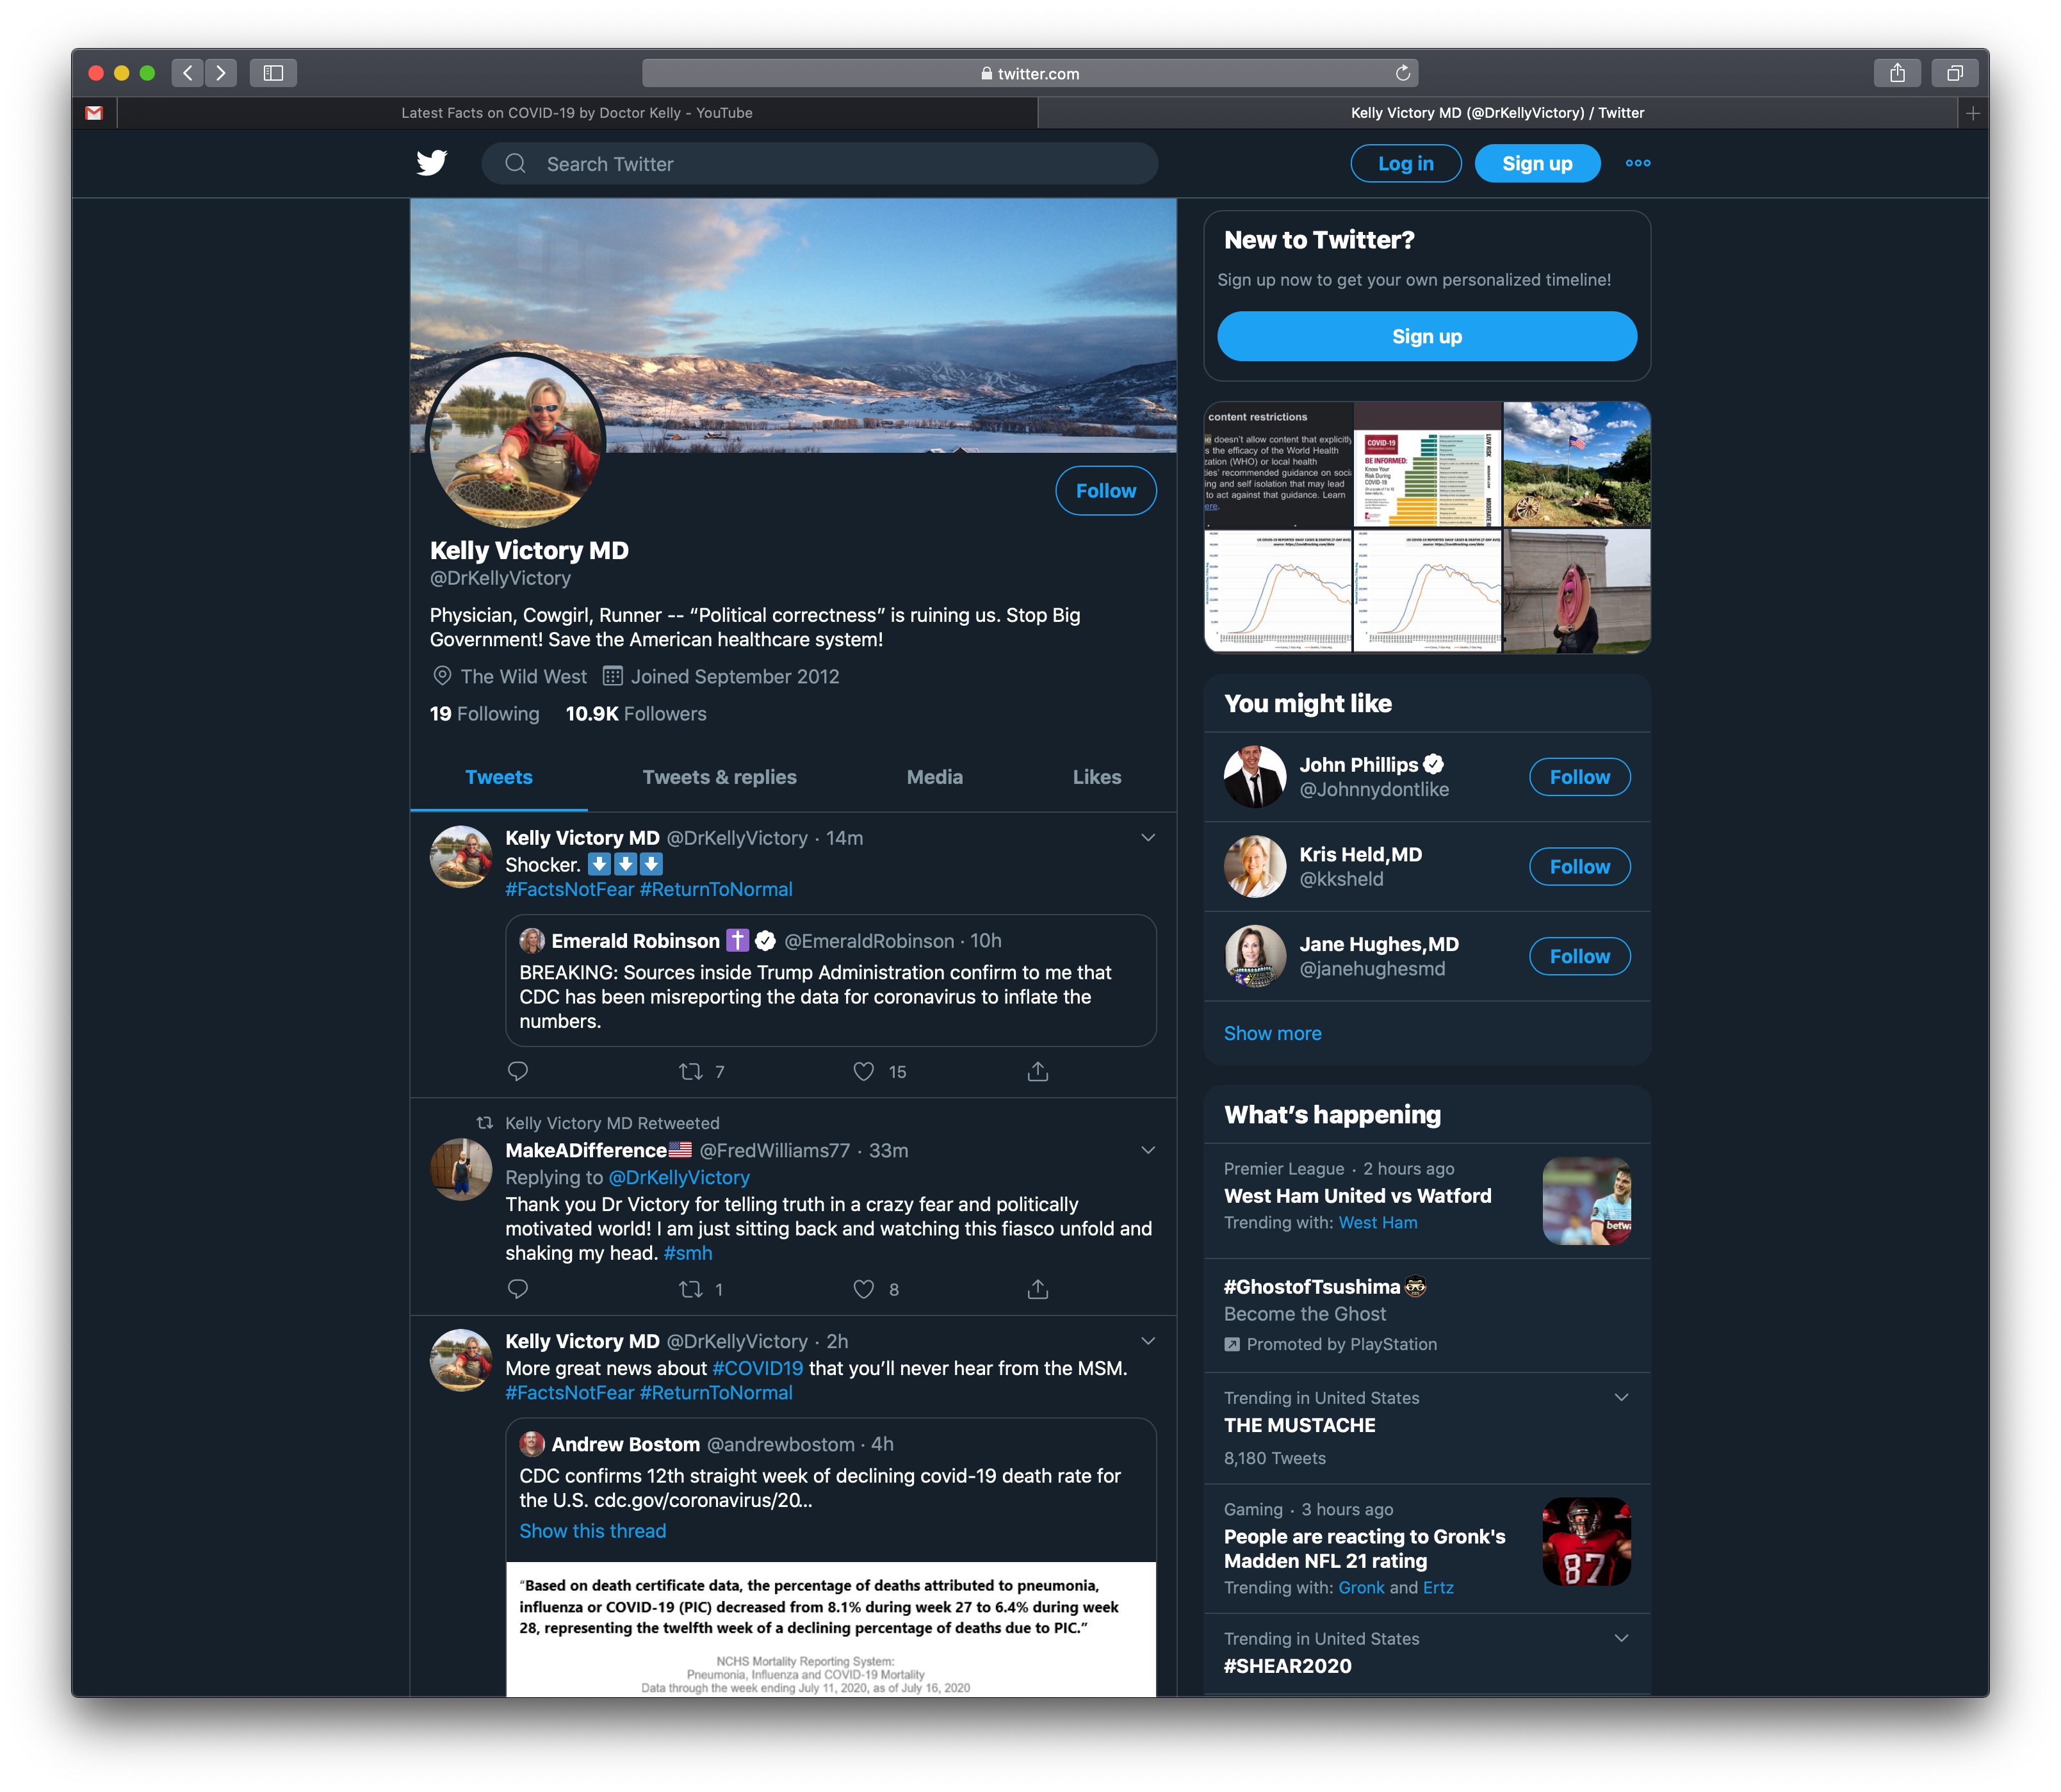 twitter.com
Latest Facts on COVID-19 by Doctor Kelly - YouTube
Kelly Victory MD (@DrKellyVictory) / Twitter
Search Twitter
Log in
Sign up
Follow
Kelly Victory MD
@DrKellyVictory
Physician, Cowgirl, Runner -- “Political correctness” is ruining us. Stop Big
Government! Save the American healthcare system!
The Wild West Joined September 2012
19 Following 10.9K Followers
Tweets Tweets & replies Media Likes
Kelly Victory MD @DrKellyVictory · 14m
Shocker. ⬇️⬇️⬇️
#FactsNotFear #ReturnToNormal
Emerald Robinson ✝️ @EmeraldRobinson · 10h
BREAKING: Sources inside Trump Administration confirm to me that
CDC has been misreporting the data for coronavirus to inflate the
numbers.
7 15
Kelly Victory MD Retweeted
MakeADifference🇺🇸 @FredWilliams77 · 33m
Replying to @DrKellyVictory
Thank you Dr Victory for telling truth in a crazy fear and politically
motivated world! I am just sitting back and watching this fiasco unfold and
shaking my head. #smh
1 8
Kelly Victory MD @DrKellyVictory · 2h
More great news about #COVID19 that you’ll never hear from the MSM.
#FactsNotFear #ReturnToNormal
Andrew Bostom @andrewbostom · 4h
CDC confirms 12th straight week of declining covid-19 death rate for
the U.S. cdc.gov/coronavirus/20...
Show this thread
“Based on death certificate data, the percentage of deaths attributed to pneumonia,
influenza or COVID-19 (PIC) decreased from 8.1% during week 27 to 6.4% during week
28, representing the twelfth week of a declining percentage of deaths due to PIC.”
NCHS Mortality Reporting System:
Pneumonia, Influenza and COVID-19 Mortality
Data through the week ending July 11, 2020, as of July 16, 2020
New to Twitter?
Sign up now to get your own personalized timeline!
Sign up
content restrictions
doesn't allow content that explicitly
s the efficacy of the World Health
zation (WHO) or local health
ies' recommended guidance on soci
ing and self isolation that may lead
to act against that guidance. Learn
ere.
COVID-19
BE INFORMED:
Know Your
Risk During
COVID-19
LOW RISK
You might like
John Phillips
@Johnnydontlike
Follow
Kris Held,MD
@kksheld
Follow
Jane Hughes,MD
@janehughesmd
Follow
Show more
What’s happening
Premier League · 2 hours ago
West Ham United vs Watford
Trending with: West Ham
betw
#GhostofTsushima
Become the Ghost
Promoted by PlayStation
Trending in United States
THE MUSTACHE
8,180 Tweets
Gaming · 3 hours ago
People are reacting to Gronk's
Madden NFL 21 rating
Trending with: Gronk and Ertz
87
Trending in United States
#SHEAR2020